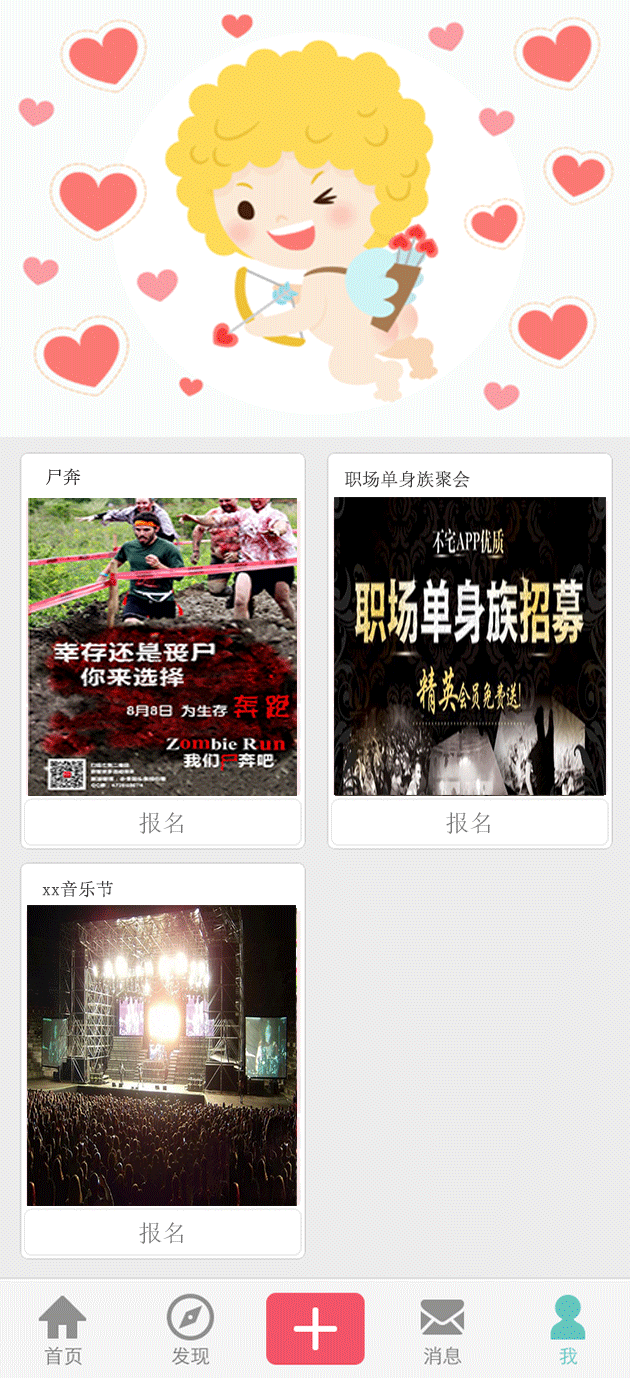 尸奔
职场单身族聚会
幸存还是丧尸
你来选择
8月8日 为生存 奔跑
Zombie Run
我们尸奔吧
不宅APP优质
职场单身族招募
精英会员免费送!
报名
报名
xx音乐节
报名
首页
发现
消息
我